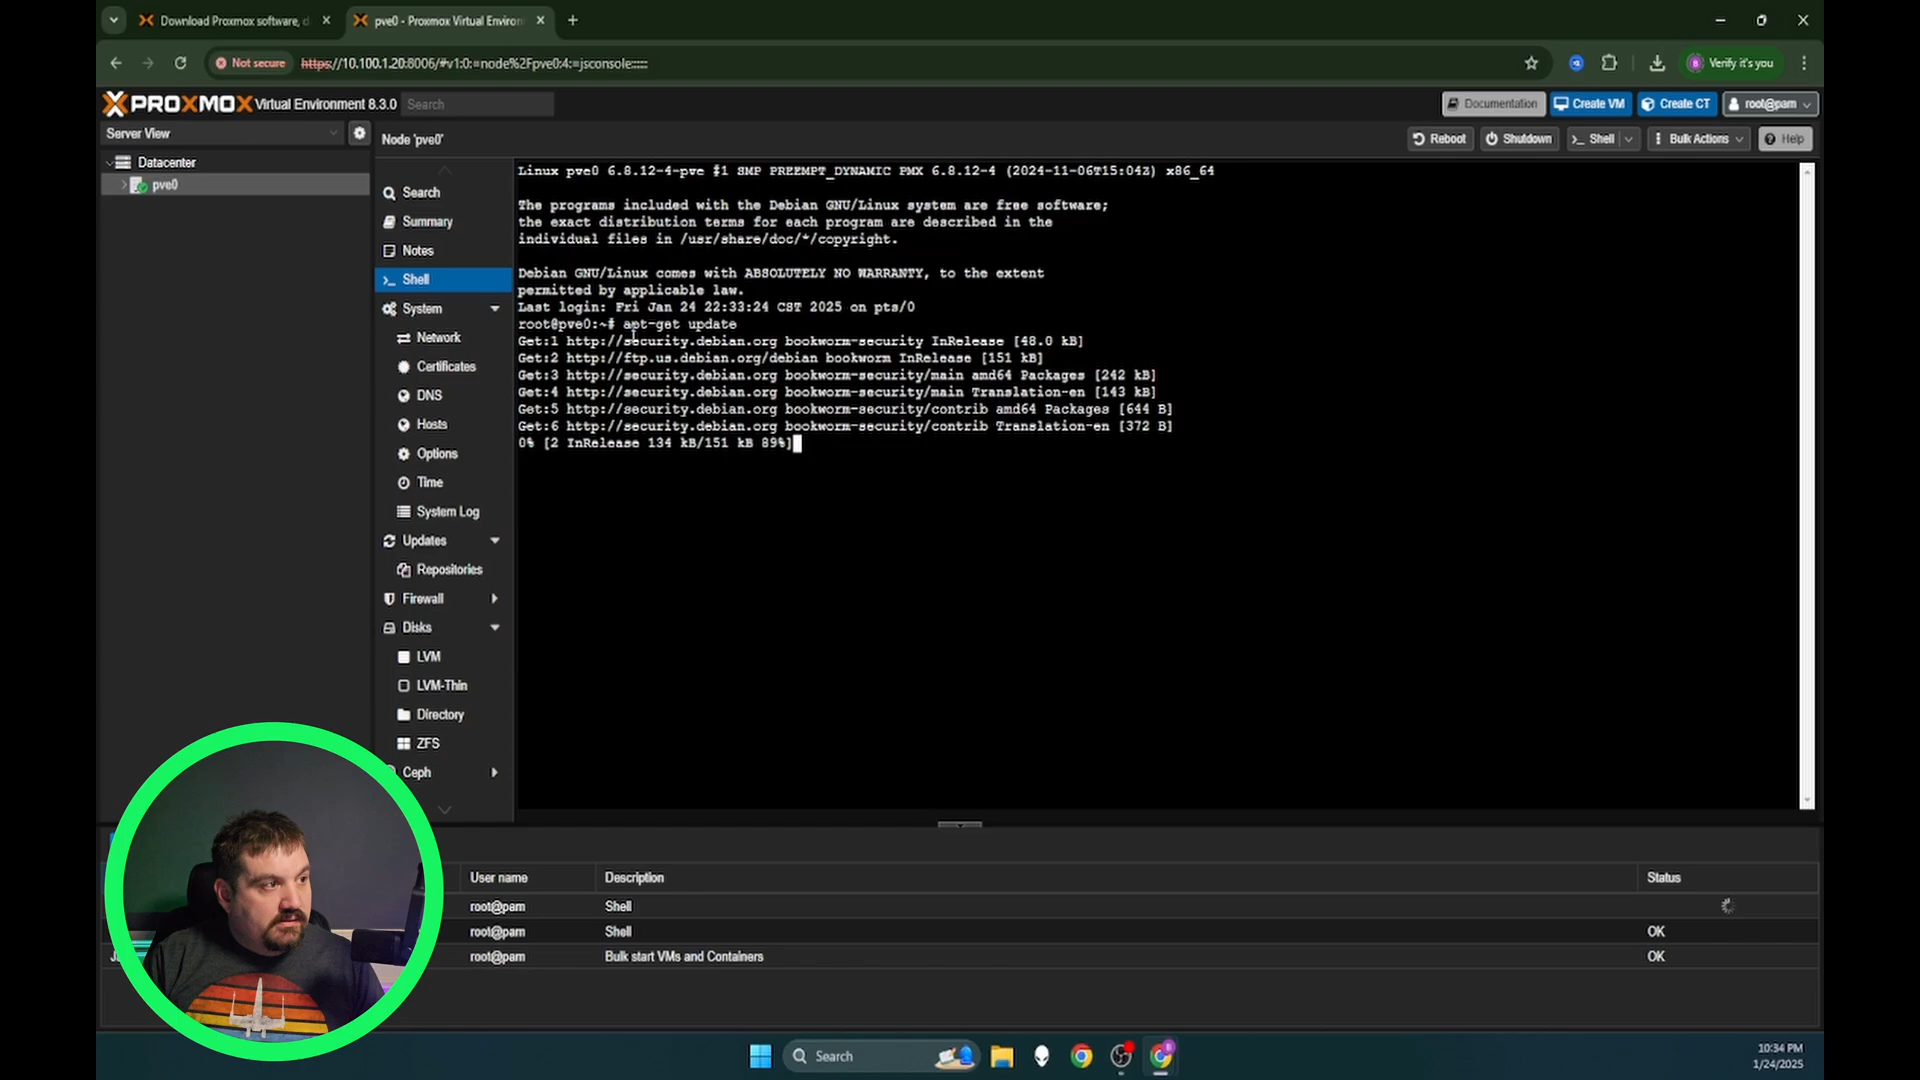 Download Proxmox software, d
pve0 - Proxmox Virtual Environ
Not secure
https://10.100.1.20:8006/#v1:0:=node%2Fpve0:4:=jsconsole:::::
Verify it's you
PROXMOX Virtual Environment 8.3.0
Search
Documentation
Create VM
Create CT
root@pam
Server View
Node 'pve0'
Reboot
Shutdown
Shell
Bulk Actions
Help
Datacenter
pve0
Search
Summary
Notes
Shell
System
Network
Certificates
DNS
Hosts
Options
Time
System Log
Updates
Repositories
Firewall
Disks
LVM
LVM-Thin
Directory
ZFS
Ceph
Linux pve0 6.8.12-4-pve #1 SMP PREEMPT_DYNAMIC PMX 6.8.12-4 (2024-11-06T15:04Z) x86_64
The programs included with the Debian GNU/Linux system are free software;
the exact distribution terms for each program are described in the
individual files in /usr/share/doc/*/copyright.
Debian GNU/Linux comes with ABSOLUTELY NO WARRANTY, to the extent
permitted by applicable law.
Last login: Fri Jan 24 22:33:24 CST 2025 on pts/0
root@pve0:~# apt-get update
Get:1 http://security.debian.org bookworm-security InRelease [48.0 kB]
Get:2 http://ftp.us.debian.org/debian bookworm InRelease [151 kB]
Get:3 http://security.debian.org bookworm-security/main amd64 Packages [242 kB]
Get:4 http://security.debian.org bookworm-security/main Translation-en [143 kB]
Get:5 http://security.debian.org bookworm-security/contrib amd64 Packages [644 B]
Get:6 http://security.debian.org bookworm-security/contrib Translation-en [372 B]
0% [2 InRelease 134 kB/151 kB 89%]
User name
Description
Status
root@pam
Shell
root@pam
Shell
OK
root@pam
Bulk start VMs and Containers
OK
Search
10:34 PM
1/24/2025